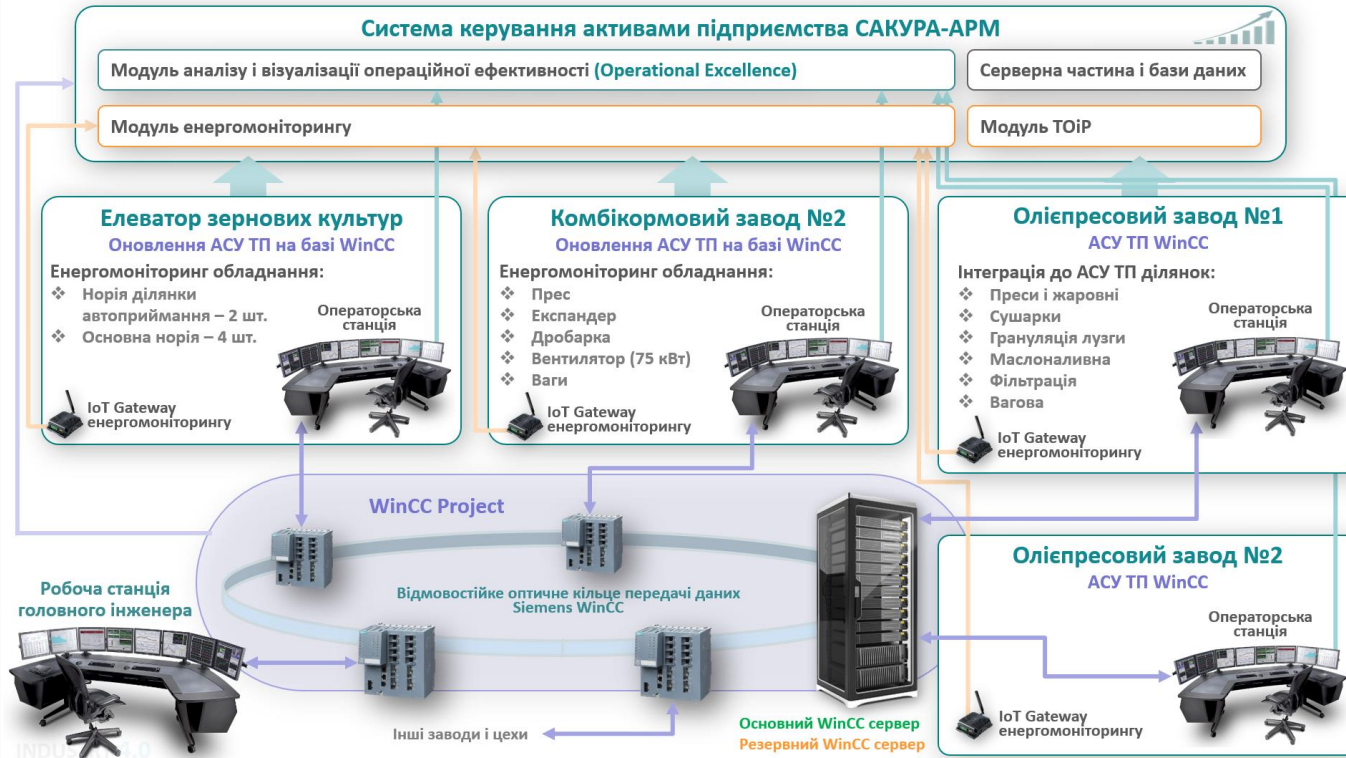 Система керування активами підприємства САКУРА-АРМ
Модуль аналізу і візуалізації операційної ефективності (Operational Excellence)
Серверна частина і бази даних
Модуль енергомоніторингу
Модуль ТОіР
Елеватор зернових культур
Оновлення АСУ ТП на базі WinCC
Енергомоніторинг обладнання:
❖ Норія ділянки
автоприймання – 2 шт.
❖ Основна норія – 4 шт.
Операторська
станція
IoT Gateway
енергомоніторингу
Комбікормовий завод №2
Оновлення АСУ ТП на базі WinCC
Енергомоніторинг обладнання:
❖ Прес
❖ Експандер
❖ Дробарка
❖ Вентилятор (75 кВт)
❖ Ваги
Операторська
станція
IoT Gateway
енергомоніторингу
Олієпресовий завод №1
АСУ ТП WinCC
Інтеграція до АСУ ТП ділянок:
❖ Преси і жаровні
❖ Сушарки
❖ Грануляція лузги
❖ Маслоналивна
❖ Фільтрація
❖ Вагова
Операторська
станція
IoT Gateway
енергомоніторингу
WinCC Project
Відмовостійке оптичне кільце передачі даних
Siemens WinCC
Робоча станція
головного інженера
Інші заводи і цехи
Основний WinCC сервер
Резервний WinCC сервер
Олієпресовий завод №2
АСУ ТП WinCC
Операторська
станція
IoT Gateway
енергомоніторингу
4.0